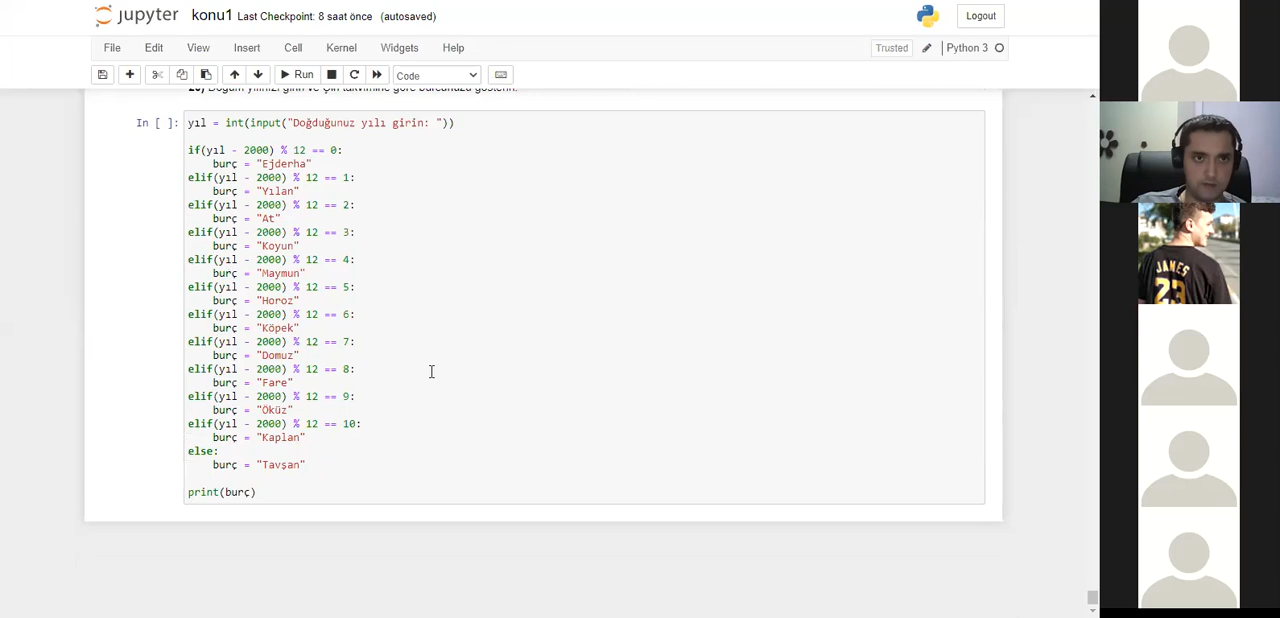 jupyter konu1 Last Checkpoint: 8 saat önce (autosaved) Logout
File Edit View Insert Cell Kernel Widgets Help Trusted Python 3
Run Code
Doğum yılınızı girin ve Çin takvimine göre burcunuzu gösterin.
In [ ]: yıl = int(input("Doğduğunuz yılı girin: "))
if(yıl - 2000) % 12 == 0:
burç = "Ejderha"
elif(yıl - 2000) % 12 == 1:
burç = "Yılan"
elif(yıl - 2000) % 12 == 2:
burç = "At"
elif(yıl - 2000) % 12 == 3:
burç = "Koyun"
elif(yıl - 2000) % 12 == 4:
burç = "Maymun"
elif(yıl - 2000) % 12 == 5:
burç = "Horoz"
elif(yıl - 2000) % 12 == 6:
burç = "Köpek"
elif(yıl - 2000) % 12 == 7:
burç = "Domuz"
elif(yıl - 2000) % 12 == 8:
burç = "Fare"
elif(yıl - 2000) % 12 == 9:
burç = "Öküz"
elif(yıl - 2000) % 12 == 10:
burç = "Kaplan"
else:
burç = "Tavşan"
print(burç)
JAMES
23